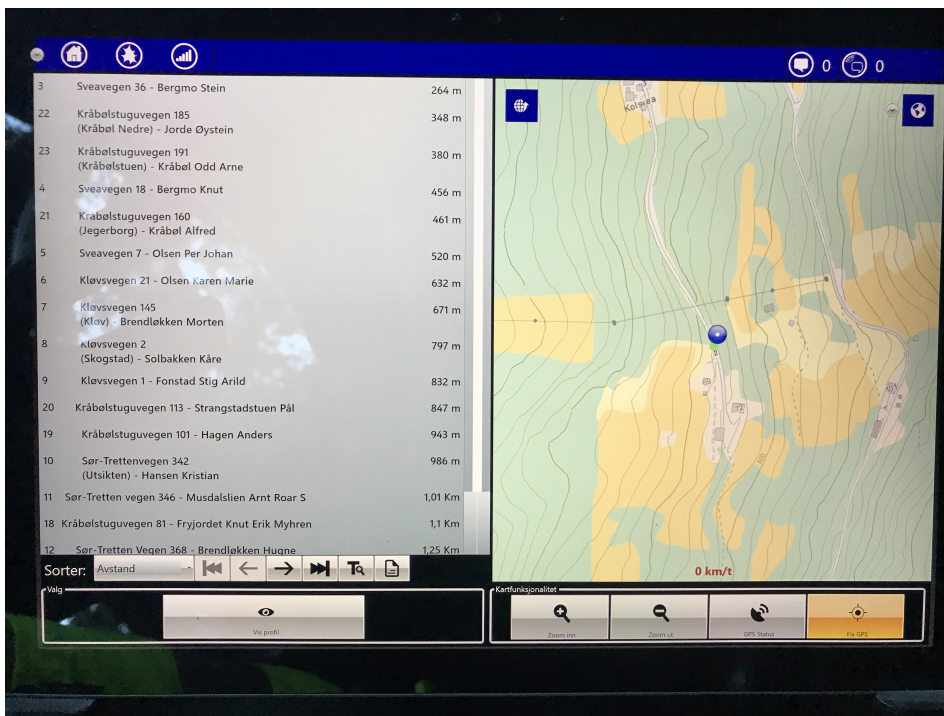 0 0
3 Sveavegen 36 - Bergmo Stein 264 m
22 Kråbølstuguvegen 185 348 m
(Kråbøl Nedre) - Jorde Øystein
23 Kråbølstuguvegen 191 380 m
(Kråbølstuen) - Kråbøl Odd Arne
4 Sveavegen 18 - Bergmo Knut 456 m
21 Kråbølstuguvegen 160 461 m
(Jegerborg) - Kråbøl Alfred
5 Sveavegen 7 - Olsen Per Johan 520 m
6 Kløvsvegen 21 - Olsen Karen Marie 632 m
7 Kløvsvegen 145 671 m
(Kløv) - Brendløkken Morten
8 Kløvsvegen 2 797 m
(Skogstad) - Solbakken Kåre
9 Kløvsvegen 1 - Fonstad Stig Arild 832 m
20 Kråbølstuguvegen 113 - Strangstadstuen Pål 847 m
19 Kråbølstuguvegen 101 - Hagen Anders 943 m
10 Sør-Trettenvegen 342 986 m
(Utsikten) - Hansen Kristian
11 Sør-Tretten vegen 346 - Musdalslien Arnt Roar S 1,01 Km
18 Kråbølstuguvegen 81 - Fryjordet Knut Erik Myhren 1,1 Km
12 Sør-Tretten Vegen 368 - Brendløkken Hugne 1,25 Km
Sorter: Avstand
Valg
Vis profil
Kolsvea
500
0 km/t
Kartfunksjonalitet
Zoom inn
Zoom ut
GPS Status
Fix GPS